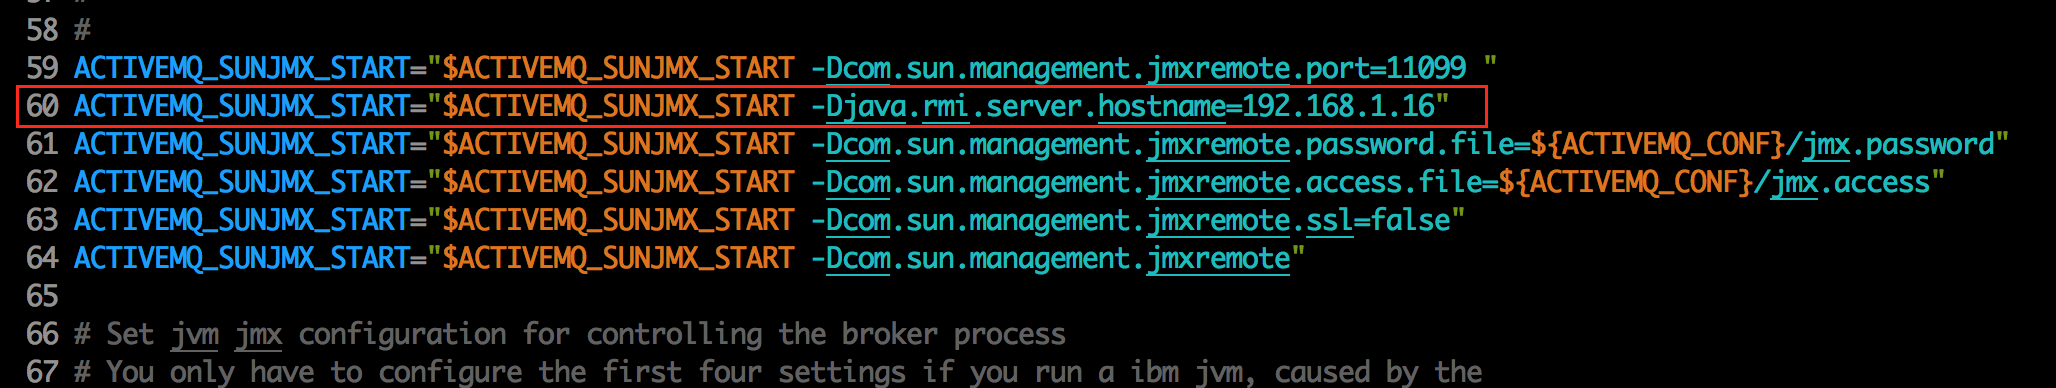 58 #
59 ACTIVEMQ_SUNJMX_START="$ACTIVEMQ_SUNJMX_START -Dcom.sun.management.jmxremote.port=11099 "
60 ACTIVEMQ_SUNJMX_START="$ACTIVEMQ_SUNJMX_START -Djava.rmi.server.hostname=192.168.1.16"
61 ACTIVEMQ_SUNJMX_START="$ACTIVEMQ_SUNJMX_START -Dcom.sun.management.jmxremote.password.file=${ACTIVEMQ_CONF}/jmx.password"
62 ACTIVEMQ_SUNJMX_START="$ACTIVEMQ_SUNJMX_START -Dcom.sun.management.jmxremote.access.file=${ACTIVEMQ_CONF}/jmx.access"
63 ACTIVEMQ_SUNJMX_START="$ACTIVEMQ_SUNJMX_START -Dcom.sun.management.jmxremote.ssl=false"
64 ACTIVEMQ_SUNJMX_START="$ACTIVEMQ_SUNJMX_START -Dcom.sun.management.jmxremote"
65
66 # Set jvm jmx configuration for controlling the broker process
67 # You only have to configure the first four settings if you run a ibm jvm, caused by the